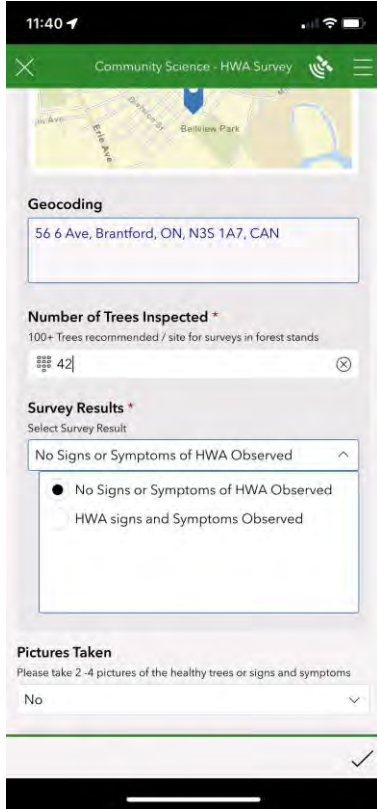 11:40
Community Science - HWA Survey
Erie Ave
Division St
Bellview Park
Geocoding
56 6 Ave, Brantford, ON, N3S 1A7, CAN
Number of Trees Inspected *
100+ Trees recommended / site for surveys in forest stands
42
Survey Results *
Select Survey Result
No Signs or Symptoms of HWA Observed
No Signs or Symptoms of HWA Observed
HWA signs and Symptoms Observed
Pictures Taken
Please take 2 -4 pictures of the healthy trees or signs and symptoms
No